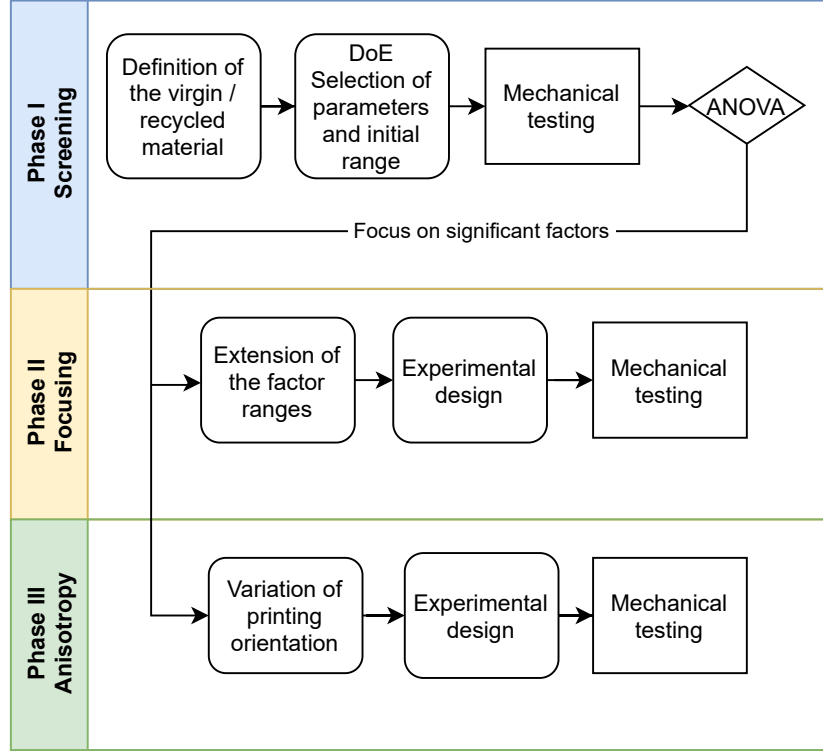 Phase I
Screening
Definition of
the virgin /
recycled
material
DoE
Selection of
parameters
and initial
range
Mechanical
testing
ANOVA
Focus on significant factors
Phase II
Focusing
Extension of
the factor
ranges
Experimental
design
Mechanical
testing
Phase III
Anisotropy
Variation of
printing
orientation
Experimental
design
Mechanical
testing